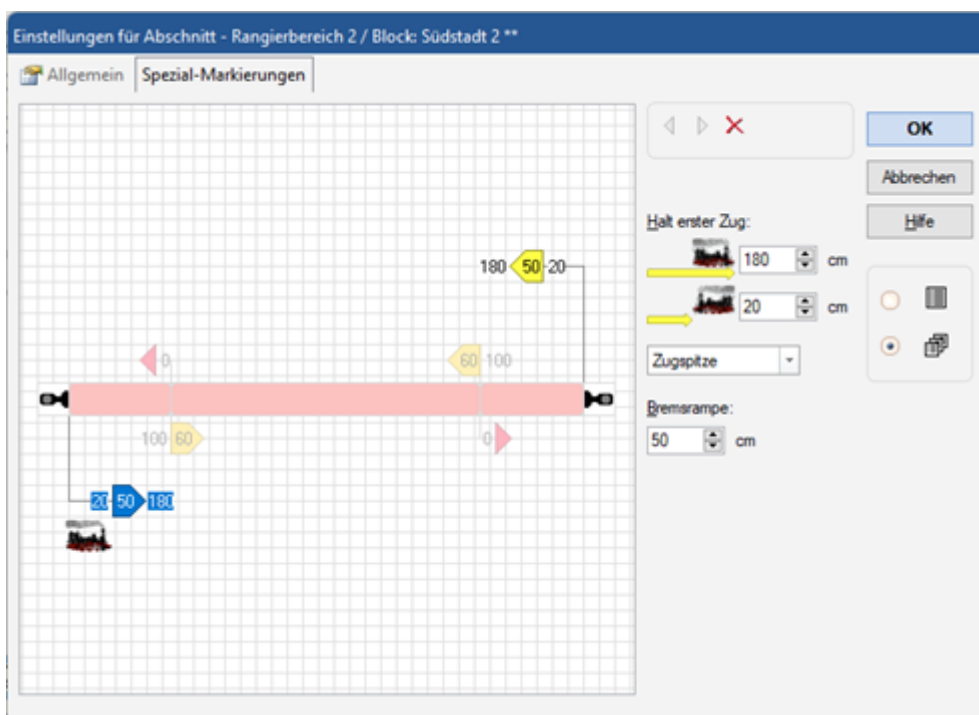 Einstellungen für Abschnitt - Rangierbereich 2 / Block: Südstadt 2 **
Allgemein
Spezial-Markierungen
OK
Abbrechen
Hilfe
Halt erster Zug:
180 cm
20 cm
Zugspitze
Bremsrampe:
50 cm
180 50 20
0
60 100
100 60
0
20 50 180